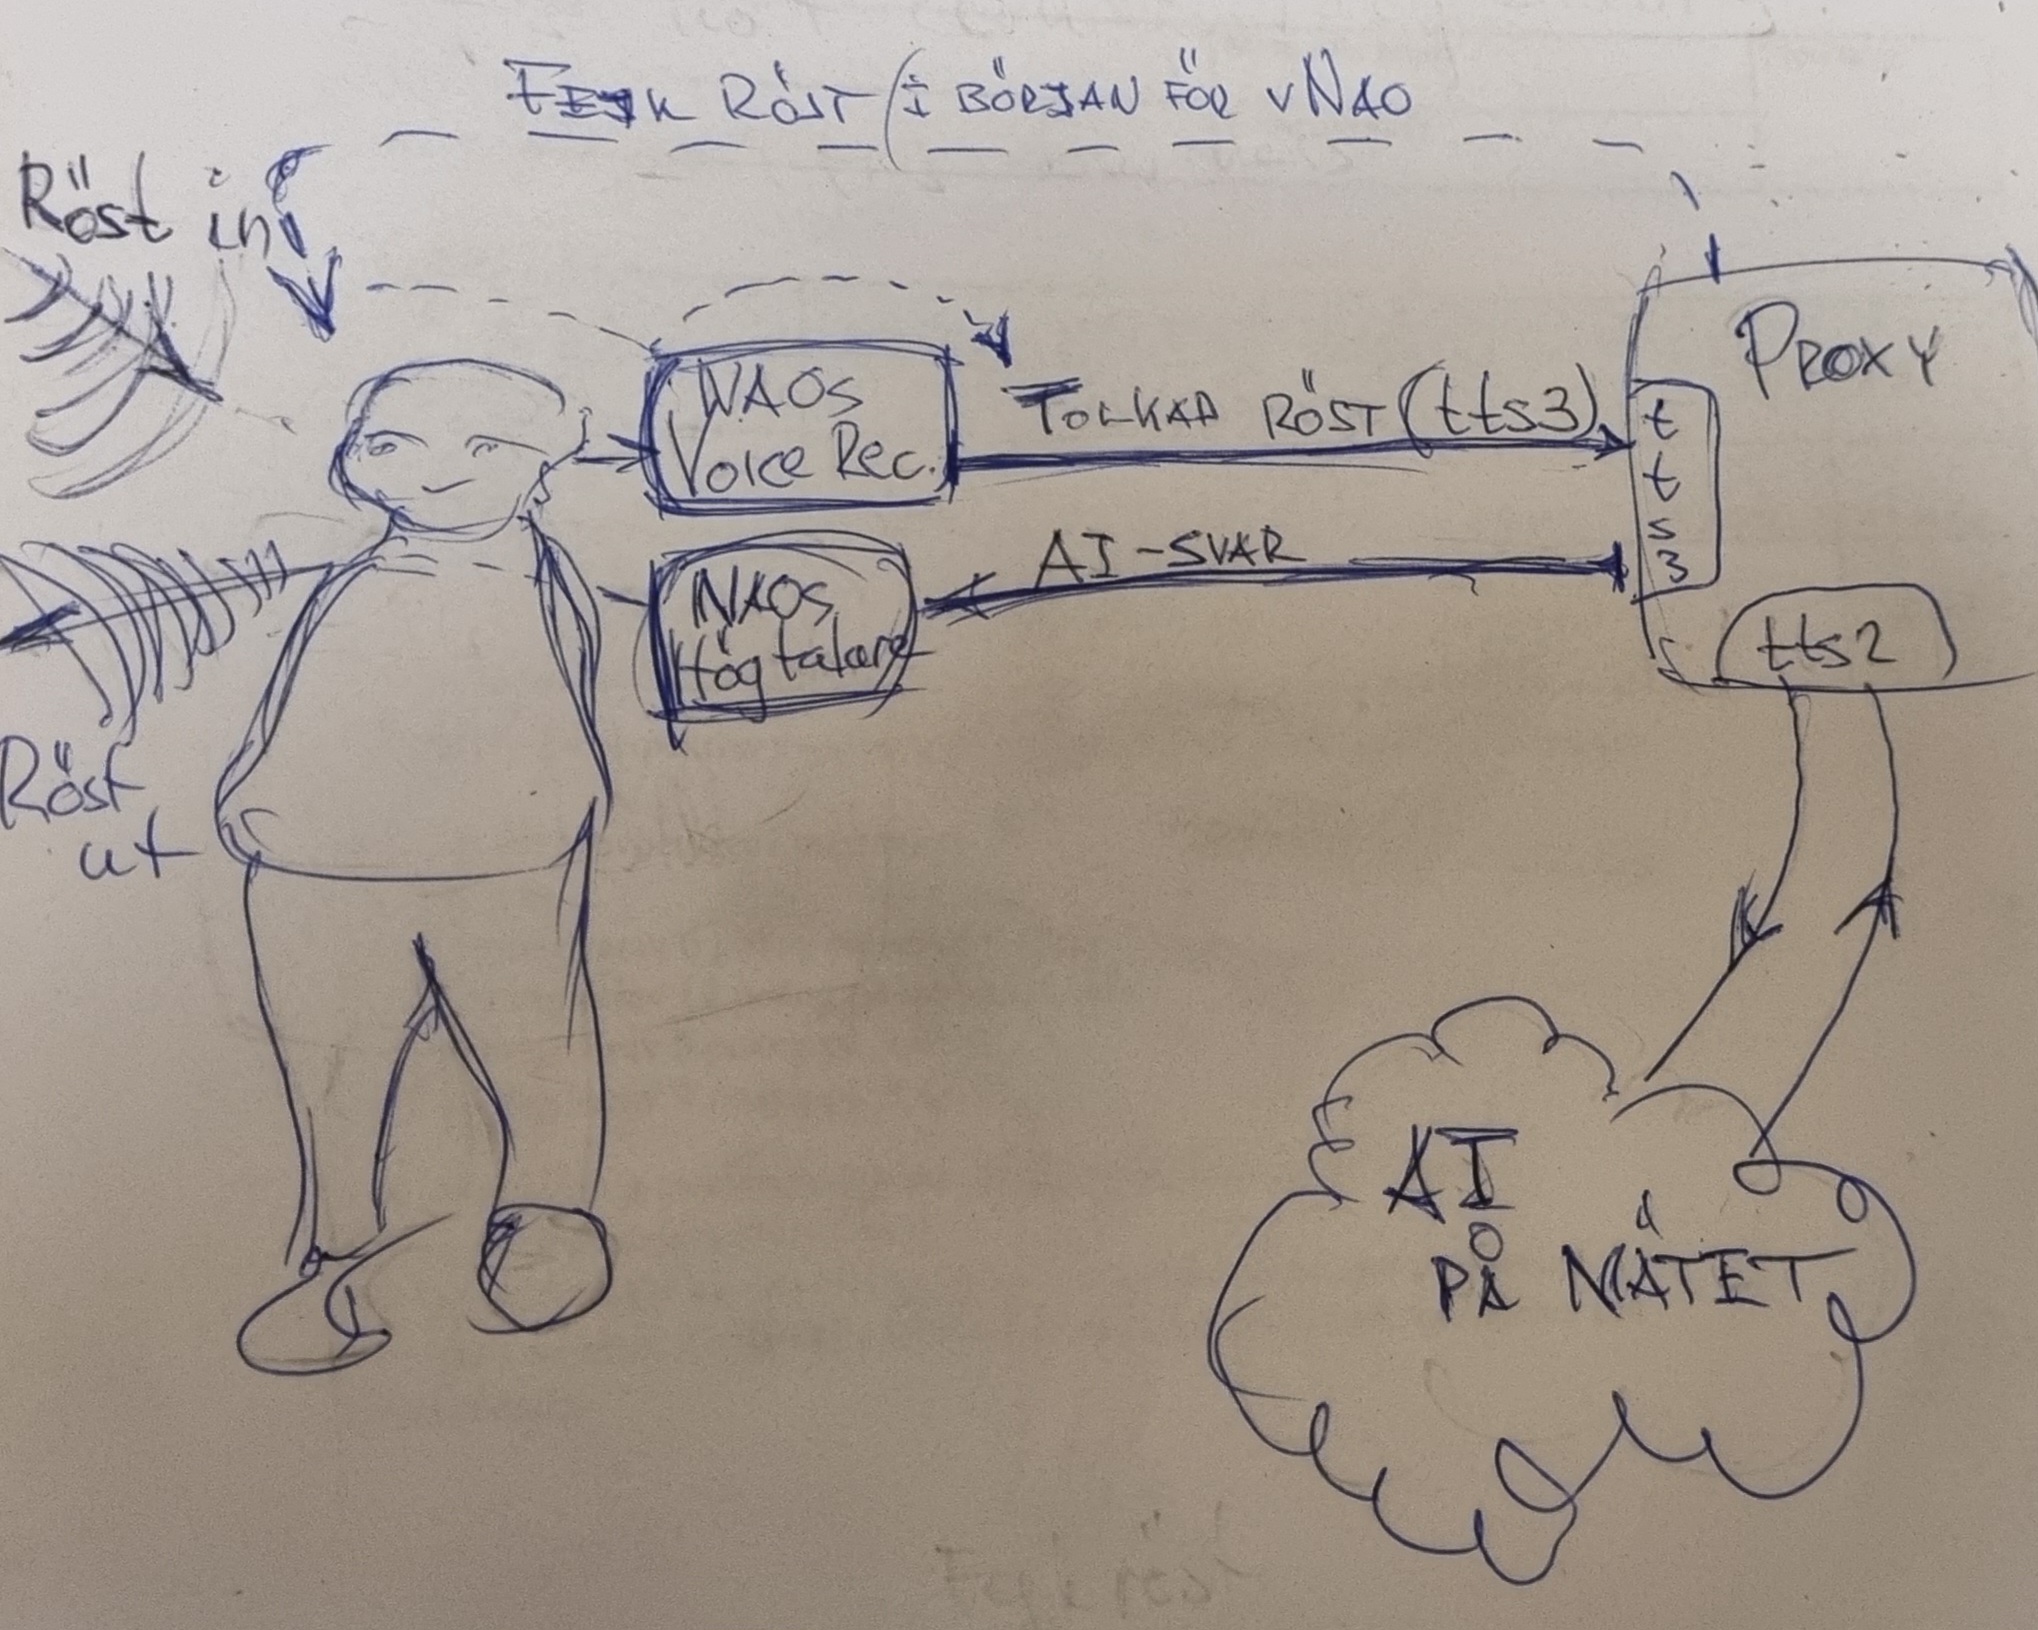 FEJK RÖST (I BÖRJAN FÖR vNAO
Röst in
PROXY
NAOs
Voice Rec.
TOLKAD RÖST (tts3)
t
t
s
3
AI-SVAR
NAOs
Högtalare
tts2
Röst
ut
AI
PÅ NÄTET